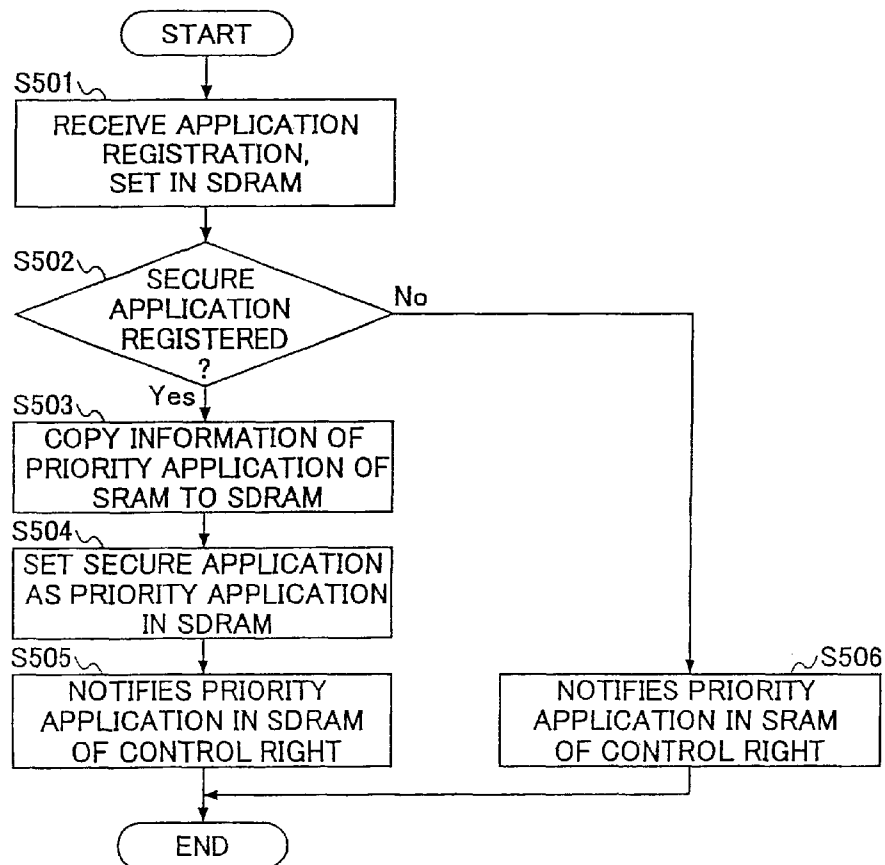 START
S501
RECEIVE APPLICATION
REGISTRATION,
SET IN SDRAM
S502
SECURE
APPLICATION
REGISTERED
?
No
Yes
S503
COPY INFORMATION OF
PRIORITY APPLICATION OF
SRAM TO SDRAM
S504
SET SECURE APPLICATION
AS PRIORITY APPLICATION
IN SDRAM
S505
NOTIFIES PRIORITY
APPLICATION IN SDRAM
OF CONTROL RIGHT
S506
NOTIFIES PRIORITY
APPLICATION IN SRAM
OF CONTROL RIGHT
END